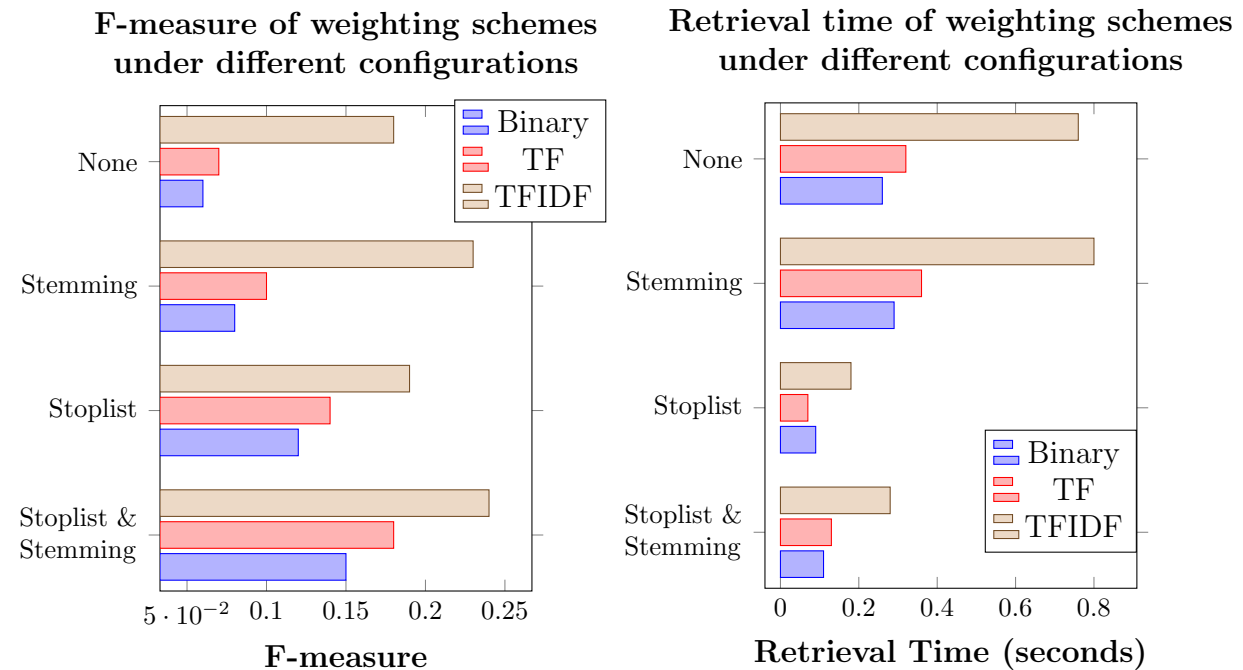 F-measure of weighting schemes
under different configurations
Binary
TF
TFIDF
None
Stemming
Stoplist
Stoplist &
Stemming
5 · 10⁻² 0.1 0.15 0.2 0.25
F-measure
Retrieval time of weighting schemes
under different configurations
None
Stemming
Stoplist
Stoplist &
Stemming
Binary
TF
TFIDF
0 0.2 0.4 0.6 0.8
Retrieval Time (seconds)